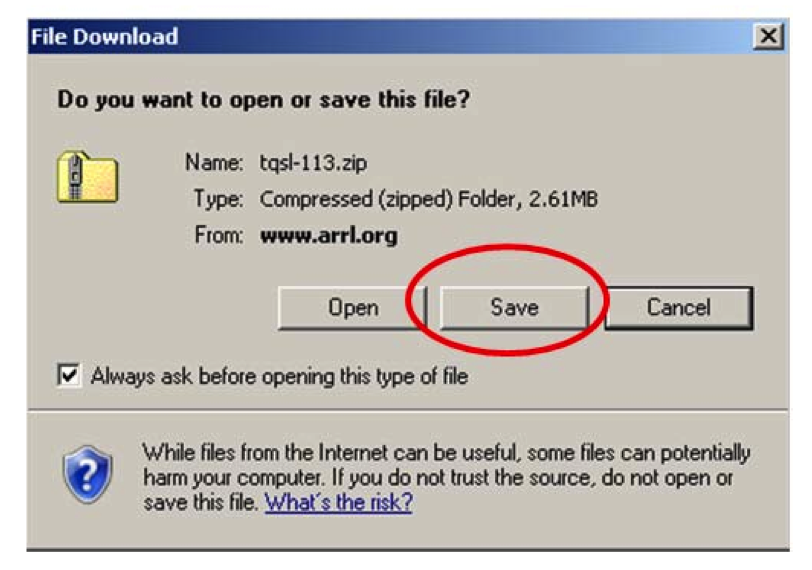 File Download
Do you want to open or save this file?
Name: tqsl-113.zip
Type: Compressed (zipped) Folder, 2.61MB
From: www.arrl.org
Open Save Cancel
Always ask before opening this type of file
While files from the Internet can be useful, some files can potentially
harm your computer. If you do not trust the source, do not open or
save this file. What's the risk?